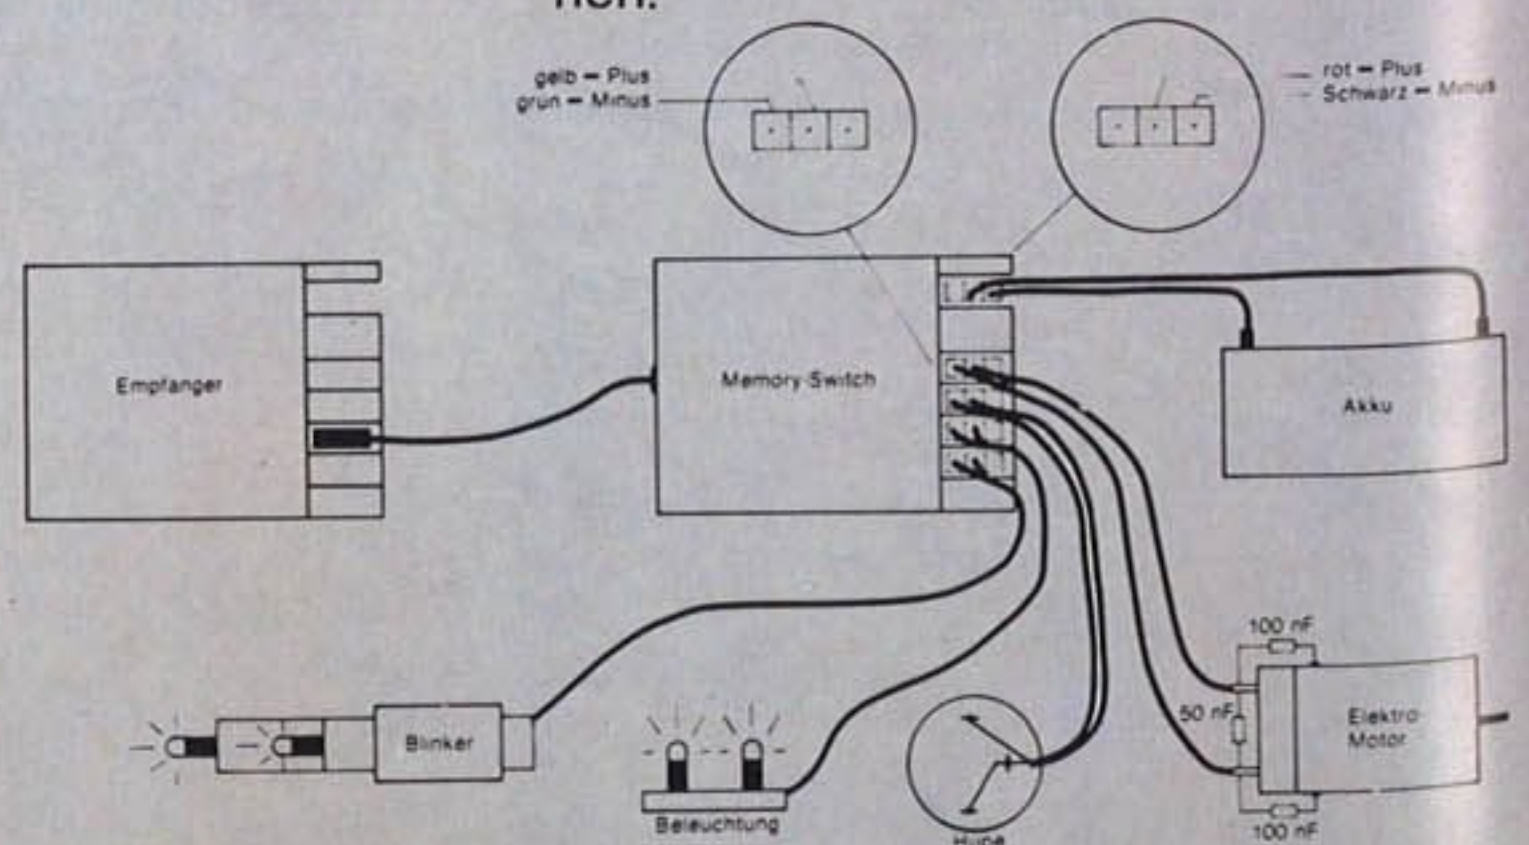 nen.
gelb – Plus
grün – Minus
rot – Plus
Schwarz – Minus
Empfanger
Memory-Switch
Akku
100 nF
50 nF
Elektro-
Motor
100 nF
Blinker
Beleuchtung
Hupe